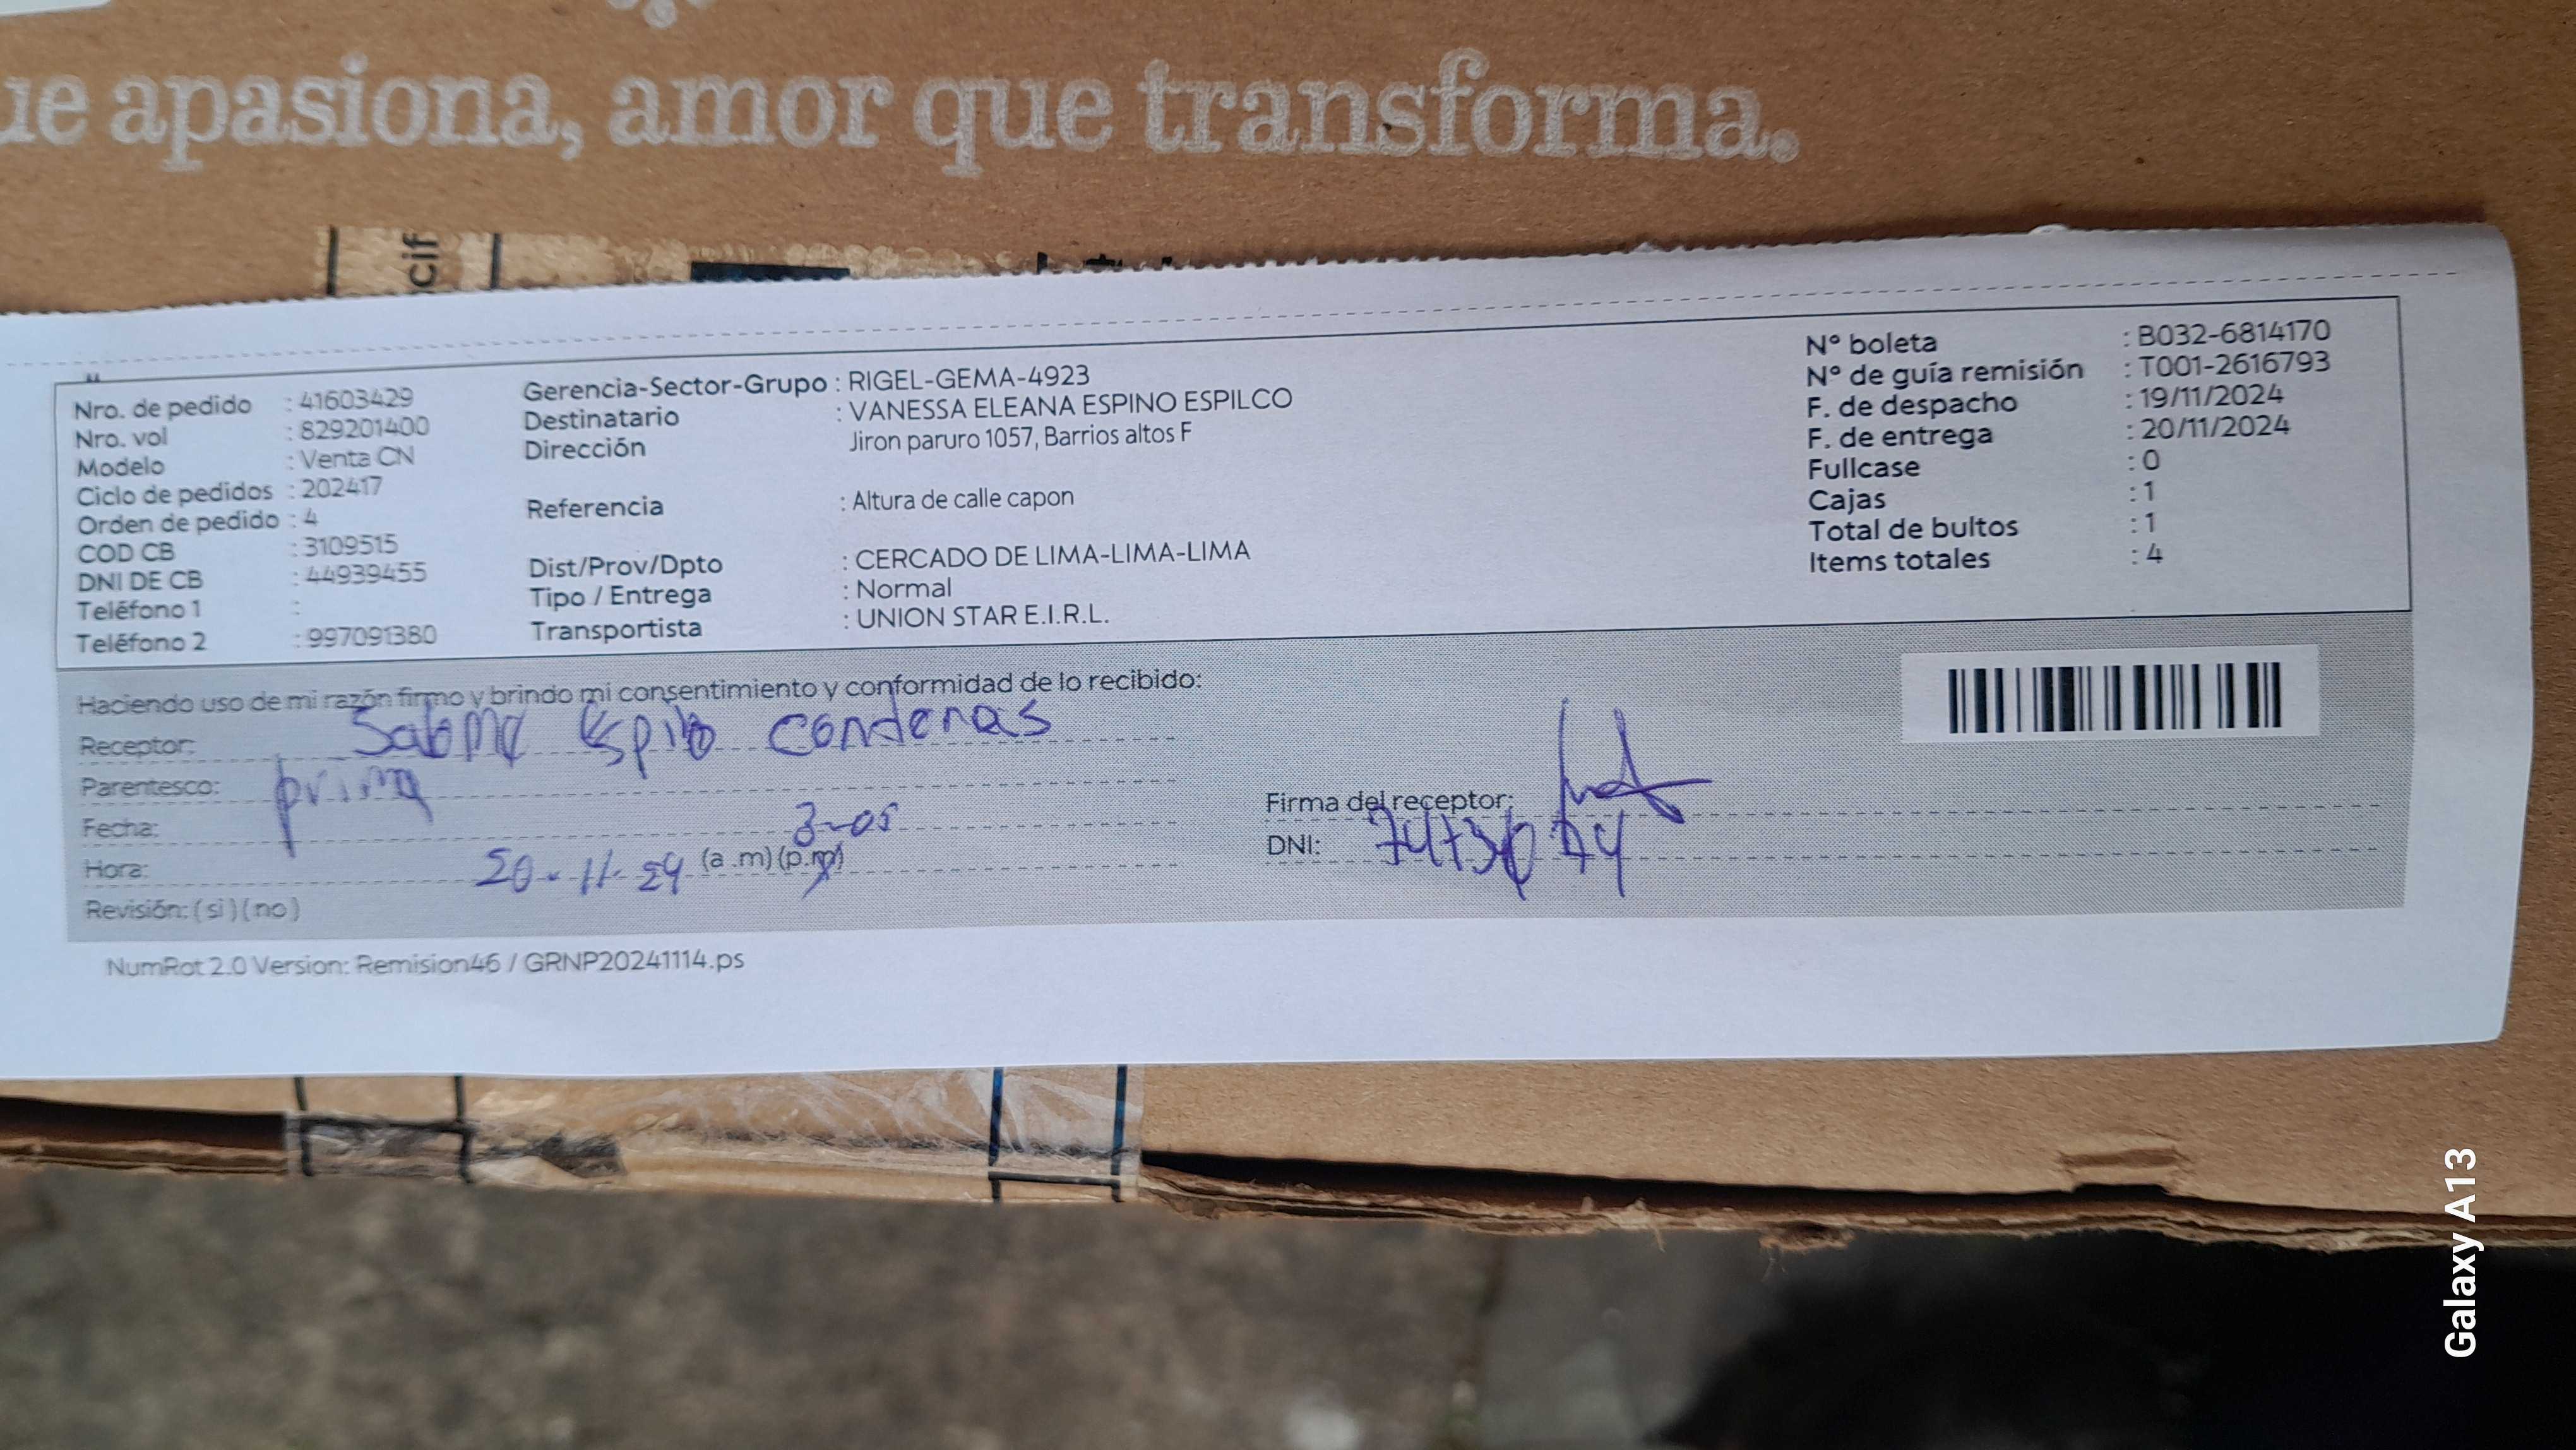 ue apasiona, amor que transforma.
cif
Nro. de pedido : 41603429
Nro. vol : 829201400
Modelo : Venta CN
Ciclo de pedidos : 202417
Orden de pedido : 4
COD CB : 3109515
DNI DE CB : 44939455
Teléfono 1 :
Teléfono 2 : 997091380
Gerencia-Sector-Grupo : RIGEL-GEMA-4923
Destinatario : VANESSA ELEANA ESPINO ESPILCO
Dirección Jiron paruro 1057, Barrios altos F
Referencia : Altura de calle capon
Dist/Prov/Dpto : CERCADO DE LIMA-LIMA-LIMA
Tipo / Entrega : Normal
Transportista : UNION STAR E.I.R.L.
N° boleta : B032-6814170
N° de guía remisión : T001-2616793
F. de despacho : 19/11/2024
F. de entrega : 20/11/2024
Fullcase : 0
Cajas : 1
Total de bultos : 1
Items totales : 4
Haciendo uso de mi razón firmo y brindo mi consentimiento y conformidad de lo recibido:
Receptor:
Parentesco: prima
Fecha: 3-05
Hora: 20-11-24 (a .m) (p.m)
Revisión: ( si ) ( no )
Firma del receptor:
DNI:
NumRot 2.0 Version: Remision46 / GRNP20241114.ps
Galaxy A13